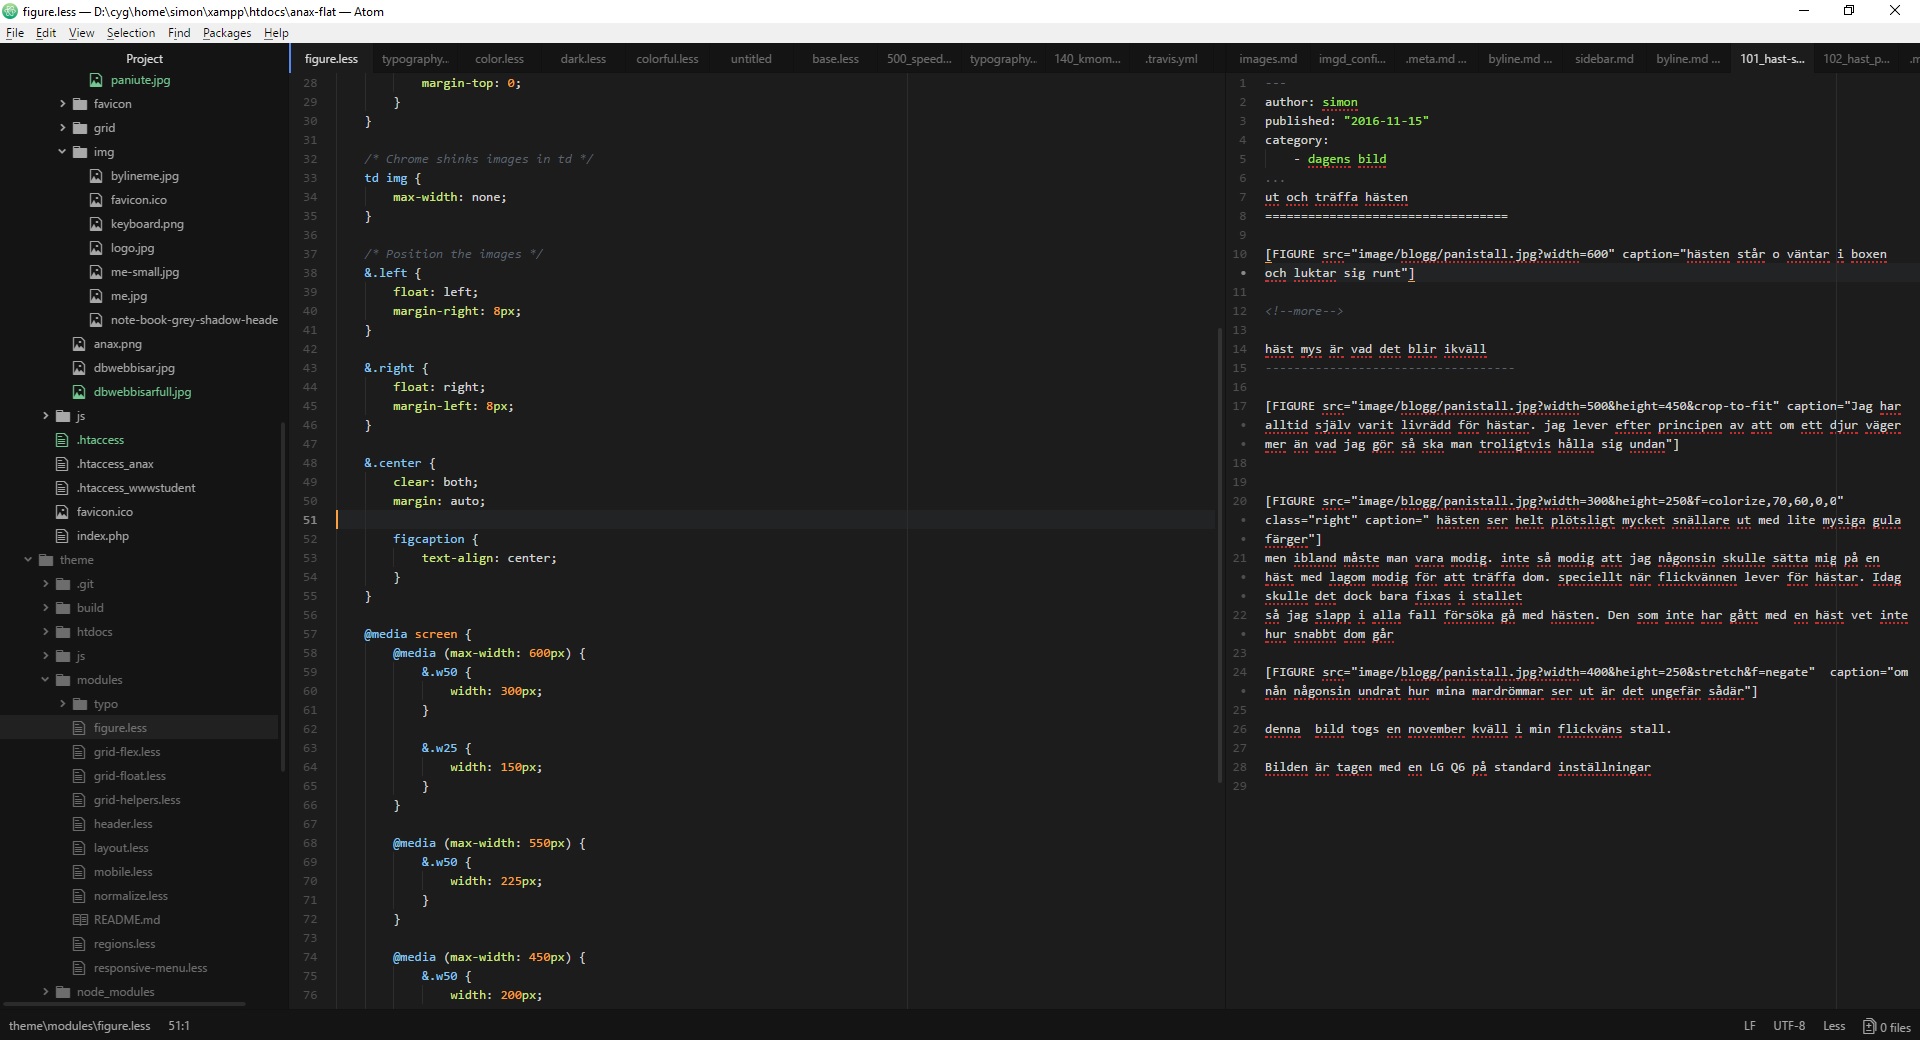 figure.less — D:\cyg\home\simon\xampp\htdocs\anax-flat — Atom
File Edit View Selection Find Packages Help
Project
paniute.jpg
favicon
grid
img
bylineme.jpg
favicon.ico
keyboard.png
logo.jpg
me-small.jpg
me.jpg
note-book-grey-shadow-heade
anax.png
dbwebbisar.jpg
dbwebbisarfull.jpg
js
.htaccess
.htaccess_anax
.htaccess_wwwstudent
favicon.ico
index.php
theme
.git
build
htdocs
js
modules
typo
figure.less
grid-flex.less
grid-float.less
grid-helpers.less
header.less
layout.less
mobile.less
normalize.less
README.md
regions.less
responsive-menu.less
node_modules
figure.less typography... color.less dark.less colorful.less untitled base.less 500_speed... typography... 140_kmom... .travis.yml
28 margin-top: 0;
29 }
30 }
31
32 /* Chrome shinks images in td */
33 td img {
34 max-width: none;
35 }
36
37 /* Position the images */
38 &.left {
39 float: left;
40 margin-right: 8px;
41 }
42
43 &.right {
44 float: right;
45 margin-left: 8px;
46 }
47
48 &.center {
49 clear: both;
50 margin: auto;
51
52 figcaption {
53 text-align: center;
54 }
55 }
56
57 @media screen {
58 @media (max-width: 600px) {
59 &.w50 {
60 width: 300px;
61 }
62
63 &.w25 {
64 width: 150px;
65 }
66 }
67
68 @media (max-width: 550px) {
69 &.w50 {
70 width: 225px;
71 }
72 }
73
74 @media (max-width: 450px) {
75 &.w50 {
76 width: 200px;
images.md imgd_confi... .meta.md ... byline.md ... sidebar.md byline.md ... 101_hast-s... 102_hast_p... .m
1 ---
2 author: simon
3 published: "2016-11-15"
4 category:
5 - dagens bild
6 ...
7 ut och träffa hästen
8 ==================================
9
10 [FIGURE src="image/blogg/panistall.jpg?width=600" caption="hästen står o väntar i boxen
• och luktar sig runt"]
11
12 <!--more-->
13
14 häst mys är vad det blir ikväll
15 -----------------------------------
16
17 [FIGURE src="image/blogg/panistall.jpg?width=500&height=450&crop-to-fit" caption="Jag har
• alltid själv varit livrädd för hästar. jag lever efter principen av att om ett djur väger
• mer än vad jag gör så ska man troligtvis hålla sig undan"]
18
19
20 [FIGURE src="image/blogg/panistall.jpg?width=300&height=250&f=colorize,70,60,0,0"
• class="right" caption=" hästen ser helt plötsligt mycket snällare ut med lite mysiga gula
• färger"]
21 men ibland måste man vara modig. inte så modig att jag någonsin skulle sätta mig på en
• häst med lagom modig för att träffa dom. speciellt när flickvännen lever för hästar. Idag
• skulle det dock bara fixas i stallet
22 så jag slapp i alla fall försöka gå med hästen. Den som inte har gått med en häst vet inte
• hur snabbt dom går
23
24 [FIGURE src="image/blogg/panistall.jpg?width=400&height=250&stretch&f=negate"  caption="om
• nån någonsin undrat hur mina mardrömmar ser ut är det ungefär sådär"]
25
26 denna  bild togs en november kväll i min flickväns stall.
27
28 Bilden är tagen med en LG Q6 på standard inställningar
29
theme\modules\figure.less 51:1
LF UTF-8 Less 0 files